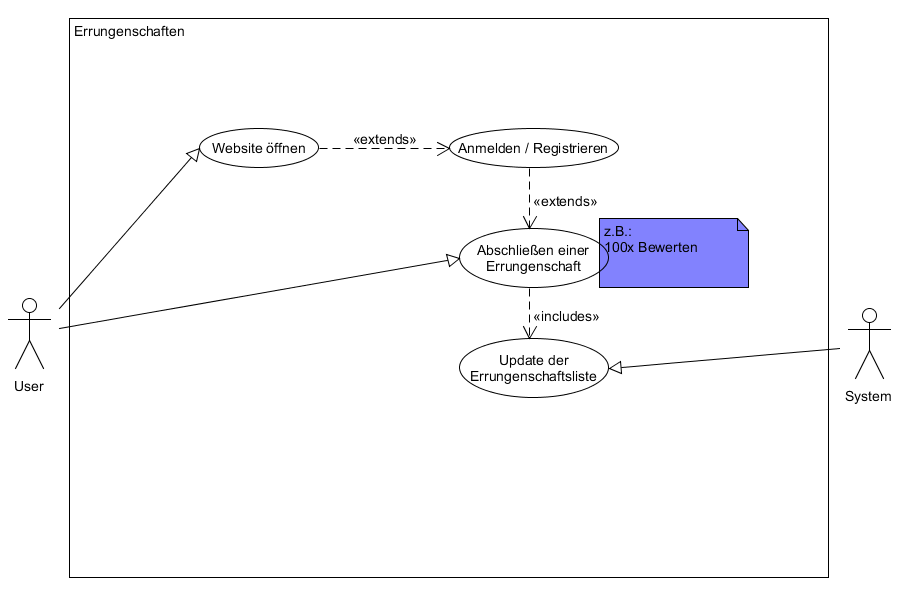 Errungenschaften
Website öffnen
«extends»
Anmelden / Registrieren
«extends»
z.B.:
100x Bewerten
Abschließen einer
Errungenschaft
«includes»
Update der
Errungenschaftsliste
User
System